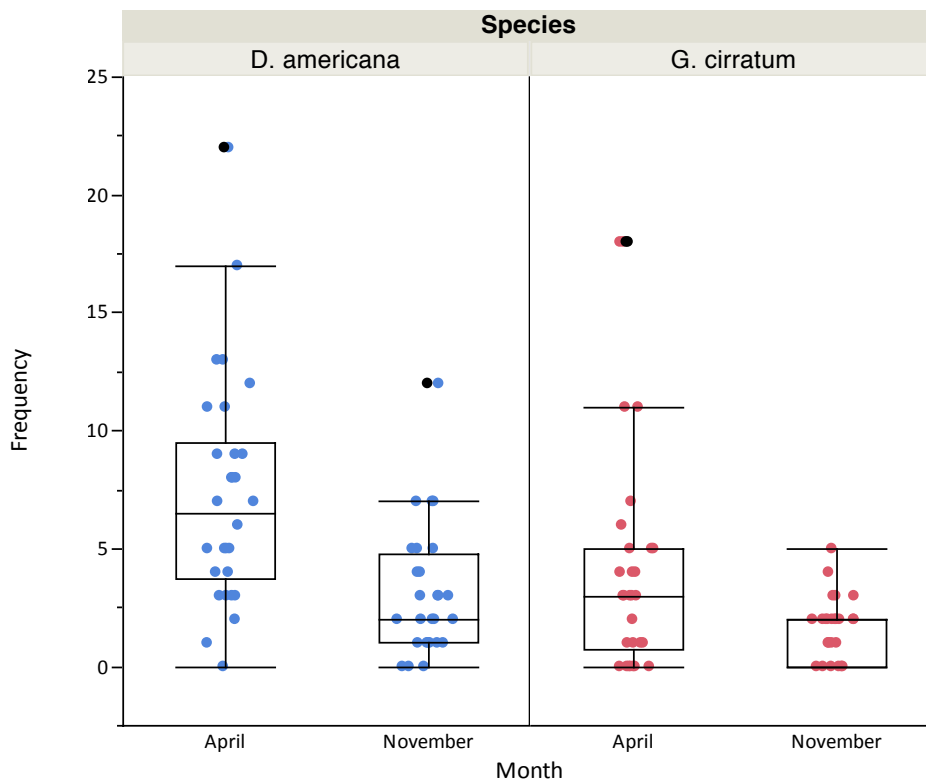 Species
D. americana G. cirratum
25
20
15
10
5
0
Frequency
April November April November
Month